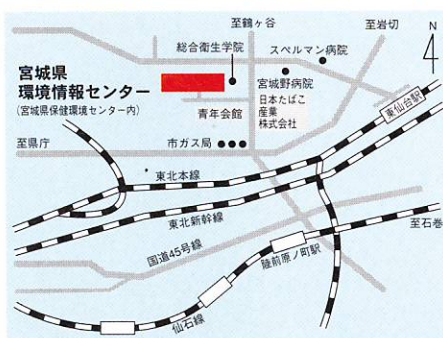 至鶴ヶ谷
至岩切
N
総合衛生学院
スペルマン病院
宮城県
環境情報センター
(宮城県保健環境センター内)
宮城野病院
日本たばこ
産業
株式会社
青年会館
東仙台駅
至県庁
市ガス局
東北本線
東北新幹線
至石巻
国道45号線
陸前原ノ町駅
仙石線